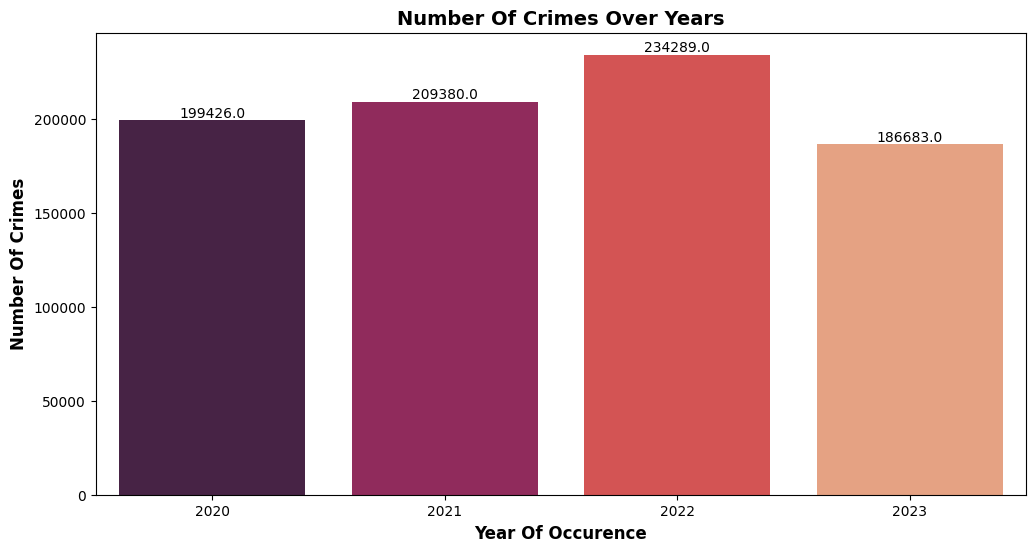 Number Of Crimes Over Years
234289.0
209380.0
199426.0
186683.0
200000
150000
100000
50000
0
Number Of Crimes
2020 2021 2022 2023
Year Of Occurence